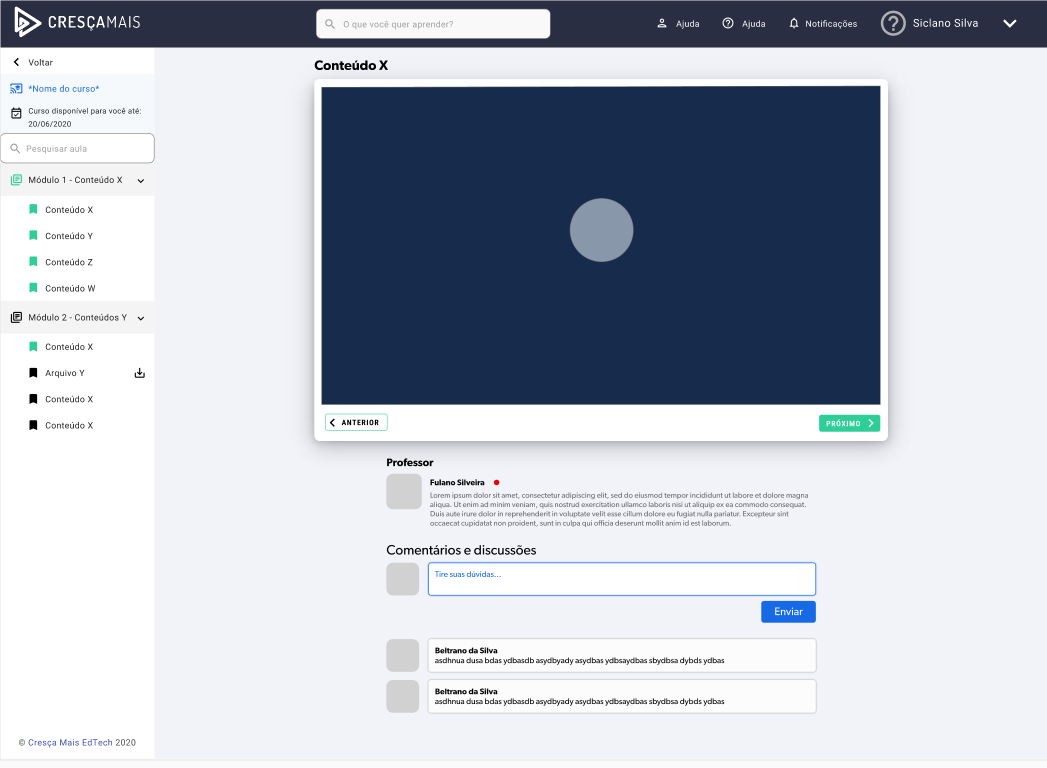 CRESÇAMAIS
O que você quer aprender?
Ajuda
Ajuda
Notificações
Siclano Silva
Voltar
*Nome do curso*
Curso disponível para você até:
20/06/2020
Pesquisar aula
Módulo 1 - Conteúdo X
Conteúdo X
Conteúdo Y
Conteúdo Z
Conteúdo W
Módulo 2 - Conteúdos Y
Conteúdo X
Arquivo Y
Conteúdo X
Conteúdo X
© Cresça Mais EdTech 2020
Conteúdo X
ANTERIOR
PRÓXIMO
Professor
Fulano Silveira
Lorem ipsum dolor sit amet, consectetur adipiscing elit, sed do eiusmod tempor incididunt ut labore et dolore magna
aliqua. Ut enim ad minim veniam, quis nostrud exercitation ullamco laboris nisi ut aliquip ex ea commodo consequat.
Duis aute irure dolor in reprehenderit in voluptate velit esse cillum dolore eu fugiat nulla pariatur. Excepteur sint
occaecat cupidatat non proident, sunt in culpa qui officia deserunt mollit anim id est laborum.
Comentários e discussões
Tire suas dúvidas...
Enviar
Beltrano da Silva
asdhnua dusa bdas ydbasdb asydbyady asydbas ydbsaydbas sbydbsa dybds ydbas
Beltrano da Silva
asdhnua dusa bdas ydbasdb asydbyady asydbas ydbsaydbas sbydbsa dybds ydbas